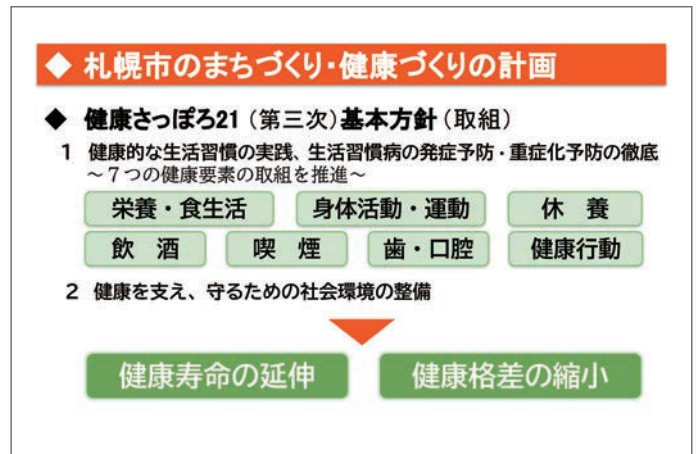 ◆ 札幌市のまちづくり・健康づくりの計画
◆ 健康さっぽろ21（第三次）基本方針（取組）
1 健康的な生活習慣の実践、生活習慣病の発症予防・重症化予防の徹底
～７つの健康要素の取組を推進～
栄養・食生活 身体活動・運動 休 養
飲 酒 喫 煙 歯・口腔 健康行動
2 健康を支え、守るための社会環境の整備
健康寿命の延伸 健康格差の縮小